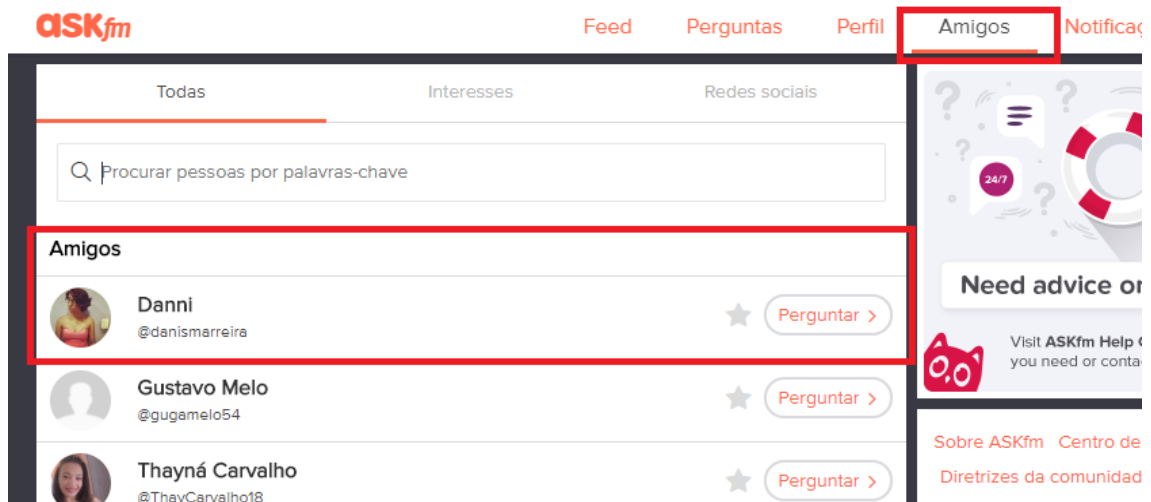 ASKfm
Feed Perguntas Perfil Amigos Notificaç
Todas Interesses Redes sociais
Procurar pessoas por palavras-chave
Amigos
Danni
@danismarreira
Perguntar >
Gustavo Melo
@gugamelo54
Perguntar >
Thayná Carvalho
@ThayCarvalho18
Perguntar >
24/7
Need advice or
Visit ASKfm Help
you need or conta
Sobre ASKfm Centro de
Diretrizes da comunidad